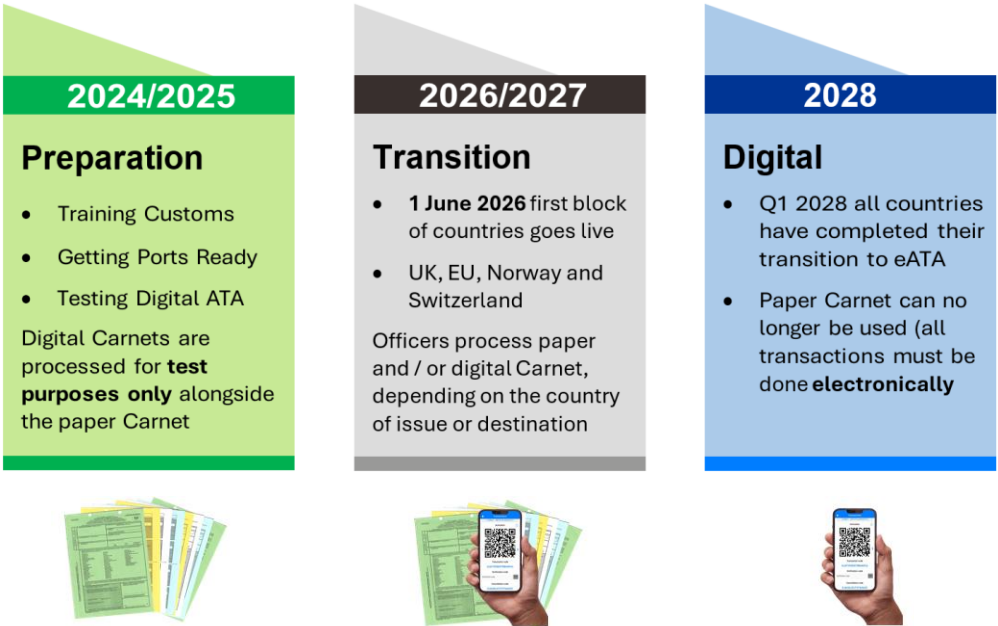 2024/2025
Preparation
• Training Customs
• Getting Ports Ready
• Testing Digital ATA
Digital Carnets are
processed for test
purposes only alongside
the paper Carnet
2026/2027
Transition
• 1 June 2026 first block
of countries goes live
• UK, EU, Norway and
Switzerland
Officers process paper
and / or digital Carnet,
depending on the country
of issue or destination
2028
Digital
• Q1 2028 all countries
have completed their
transition to eATA
• Paper Carnet can no
longer be used (all
transactions must be
done electronically